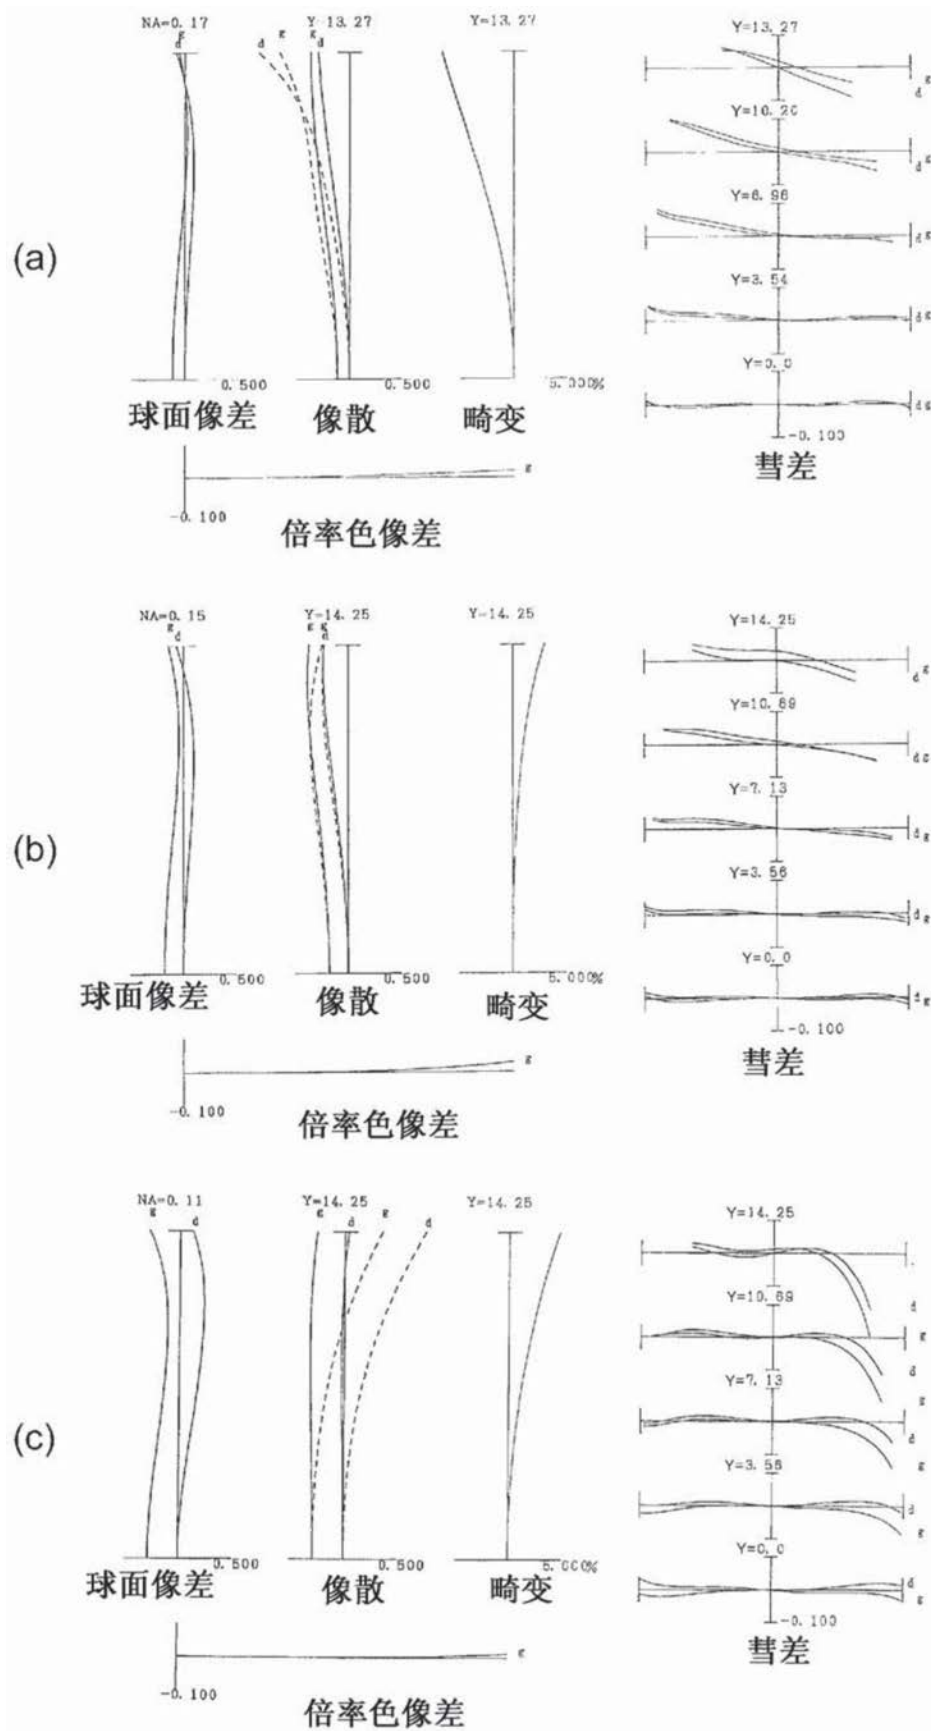 (a)
NA=0.17
g
d
0.500
球面像差
Y=13.27
d g g d
0.500
像散
Y=13.27
5.000%
畸变
Y=13.27
g
d
Y=10.20
g
d
Y=6.96
d g
Y=3.54
d g
Y=0.0
d g
-0.100
彗差
g
-0.100
倍率色像差
(b)
NA=0.15
g d
0.500
球面像差
Y=14.25
g g
d
0.500
像散
Y=14.25
5.000%
畸变
Y=14.25
g
d
Y=10.69
d g
Y=7.13
d g
Y=3.56
d g
Y=0.0
d g
-0.100
彗差
g
-0.100
倍率色像差
(c)
NA=0.11
g d
0.500
球面像差
Y=14.25
g d g d
0.500
像散
Y=14.25
5.000%
畸变
Y=14.25
d
g
Y=10.69
d
g
Y=7.13
d
g
Y=3.56
d
g
Y=0.0
d
g
-0.100
彗差
g
-0.100
倍率色像差